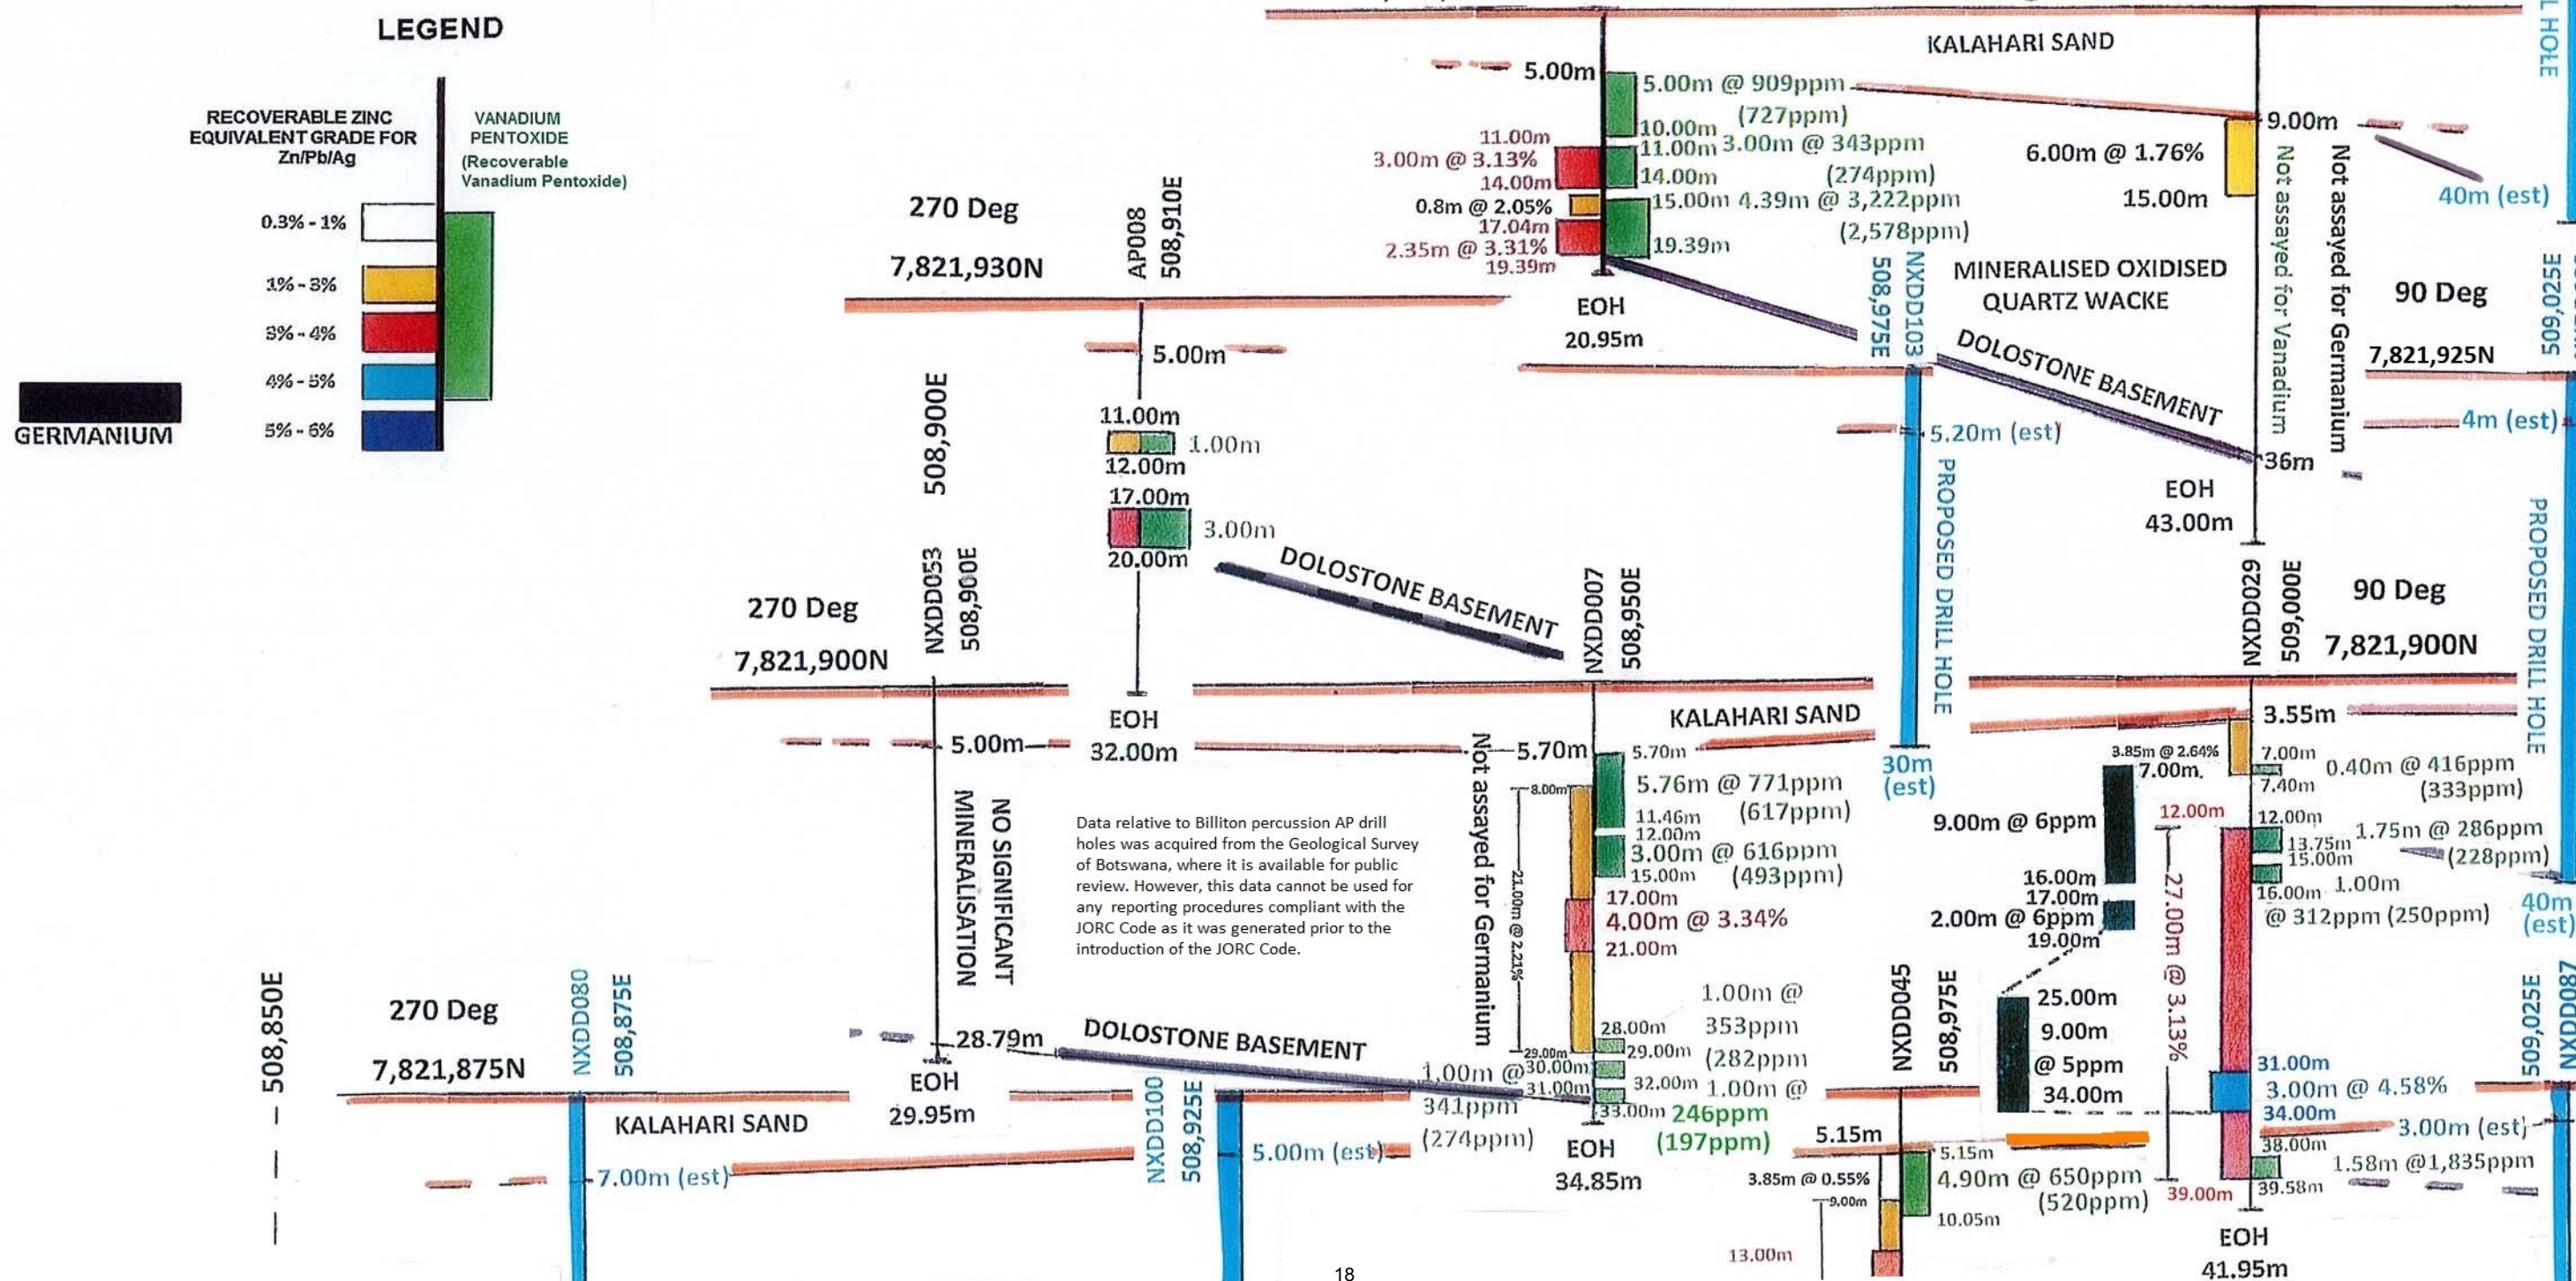 LEGEND
RECOVERABLE ZINC
EQUIVALENT GRADE FOR
Zn/Pb/Ag
VANADIUM
PENTOXIDE
(Recoverable
Vanadium Pentoxide)
0.3% - 1%
1% - 3%
3% - 4%
4% - 5%
5% - 6%
GERMANIUM
KALAHARI SAND
L HOLE
5.00m
5.00m @ 909ppm
(727ppm)
10.00m
11.00m
11.00m 3.00m @ 343ppm
3.00m @ 3.13%
14.00m
14.00m
(274ppm)
0.8m @ 2.05%
15.00m 4.39m @ 3,222ppm
17.04m
(2,578ppm)
2.35m @ 3.31%
19.39m
19.39m
EOH
20.95m
9.00m
6.00m @ 1.76%
15.00m
Not assayed for Vanadium
Not assayed for Germanium
40m (est)
MINERALISED OXIDISED
QUARTZ WACKE
DOLOSTONE BASEMENT
36m
EOH
43.00m
270 Deg
7,821,930N
AP008
508,910E
5.00m
11.00m
1.00m
12.00m
17.00m
3.00m
20.00m
EOH
32.00m
DOLOSTONE BASEMENT
508,975E
NXDD103
5.20m (est)
PROPOSED DRILL HOLE
30m
(est)
90 Deg
7,821,925N
509,025E
4m (est)
PROPOSED DRILL HOLE
40m
(est)
508,900E
270 Deg
7,821,900N
NXDD053
508,900E
5.00m
NO SIGNIFICANT
MINERALISATION
28.79m
EOH
29.95m
Data relative to Billiton percussion AP drill
holes was acquired from the Geological Survey
of Botswana, where it is available for public
review. However, this data cannot be used for
any reporting procedures compliant with the
JORC Code as it was generated prior to the
introduction of the JORC Code.
DOLOSTONE BASEMENT
NXDD007
508,950E
KALAHARI SAND
5.70m
5.70m
Not assayed for Germanium
8.00m
5.76m @ 771ppm
(617ppm)
11.46m
12.00m
3.00m @ 616ppm
15.00m
(493ppm)
17.00m
4.00m @ 3.34%
21.00m
21.00m @ 2.21%
1.00m @
353ppm
28.00m
29.00m
29.00m
(282ppm
1.00m @
30.00m
31.00m
32.00m
1.00m @
341ppm
33.00m
246ppm
(274ppm)
(197ppm)
EOH
34.85m
NXDD029
509,000E
90 Deg
7,821,900N
3.55m
3.85m @ 2.64%
7.00m
7.00m.
0.40m @ 416ppm
7.40m
(333ppm)
9.00m @ 6ppm
12.00m
12.00m
1.75m @ 286ppm
13.75m
15.00m
(228ppm)
16.00m
16.00m
1.00m
@ 312ppm (250ppm)
17.00m
2.00m @ 6ppm
19.00m
27.00m @ 3.13%
25.00m
9.00m
@ 5ppm
34.00m
31.00m
3.00m @ 4.58%
34.00m
3.00m (est)
38.00m
1.58m @1,835ppm
39.00m
39.58m
EOH
41.95m
508,850E
270 Deg
7,821,875N
NXDD080
508,875E
KALAHARI SAND
7.00m (est)
NXDD100
508,925E
5.00m (est)
NXDD045
508,975E
5.15m
5.15m
3.85m @ 0.55%
4.90m @ 650ppm
(520ppm)
9.00m
10.05m
13.00m
509,025E
NXDD087
18